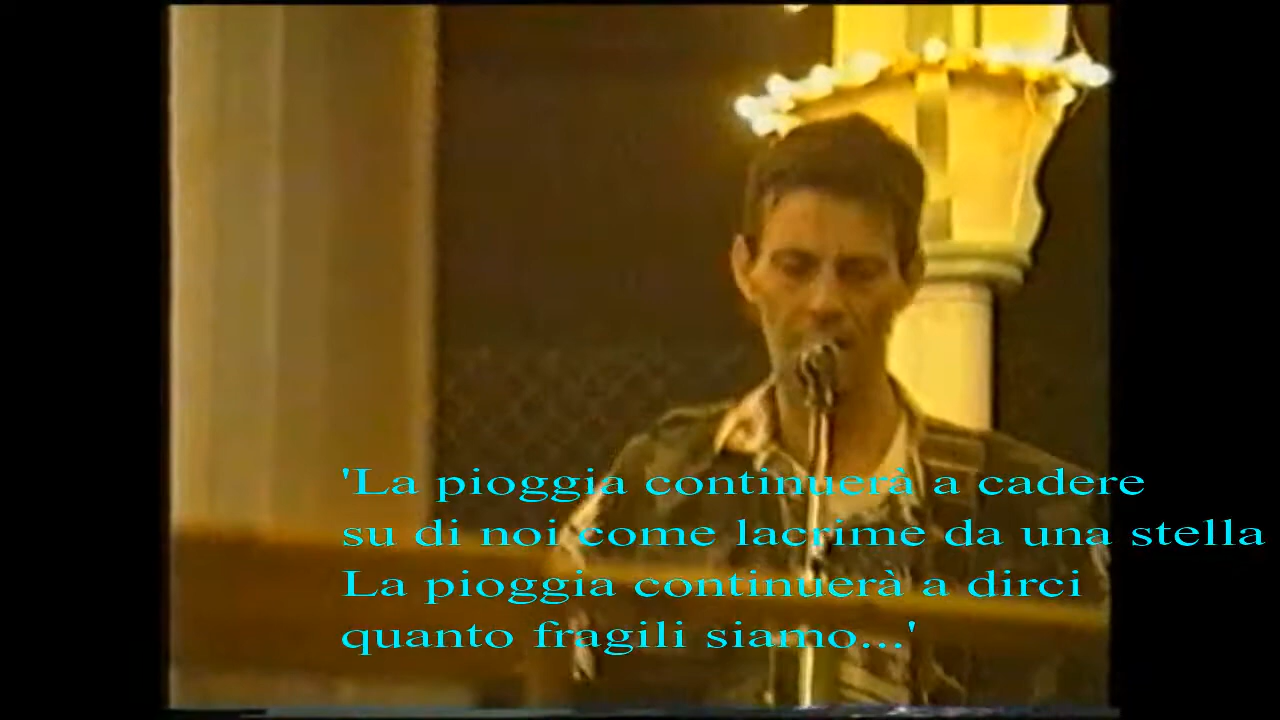 'La pioggia continuerà a cadere
su di noi come lacrime da una stella
La pioggia continuerà a dirci
quanto fragili siamo...'